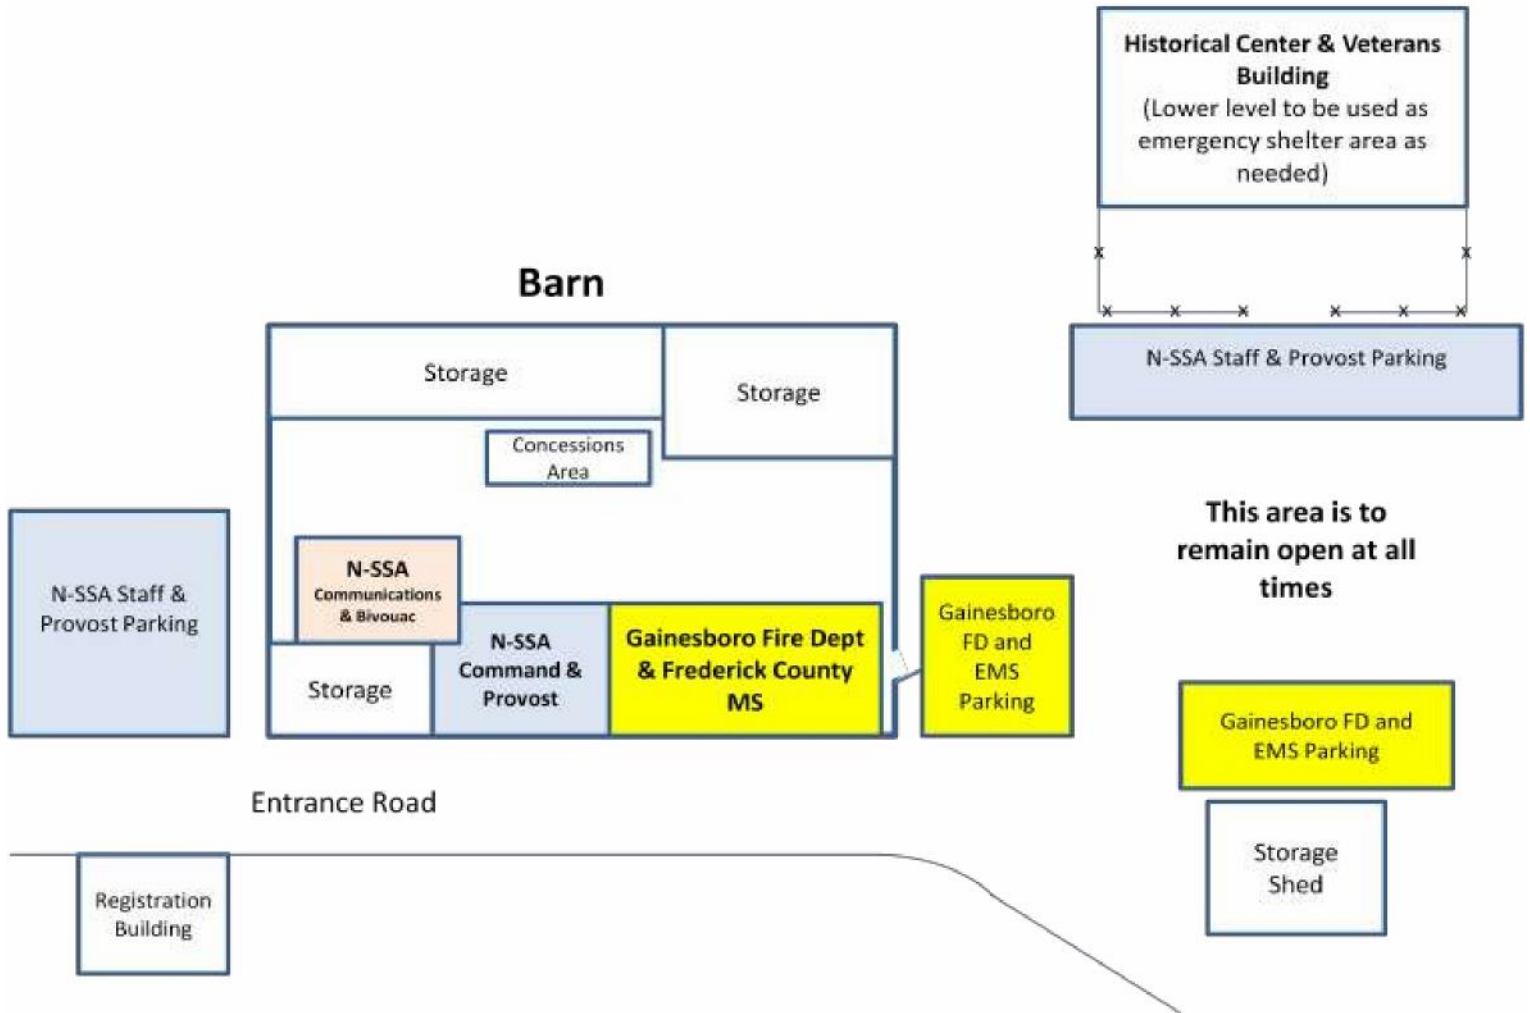 Historical Center & Veterans
Building
(Lower level to be used as
emergency shelter area as
needed)
Barn
N-SSA Staff & Provost Parking
Storage
Storage
Concessions
Area
This area is to
remain open at all
times
N-SSA Staff &
Provost Parking
N-SSA
Communications
& Bivouac
N-SSA
Command &
Provost
Gainesboro Fire Dept
& Frederick County
MS
Gainesboro
FD and
EMS
Parking
Storage
Gainesboro FD and
EMS Parking
Entrance Road
Storage
Shed
Registration
Building